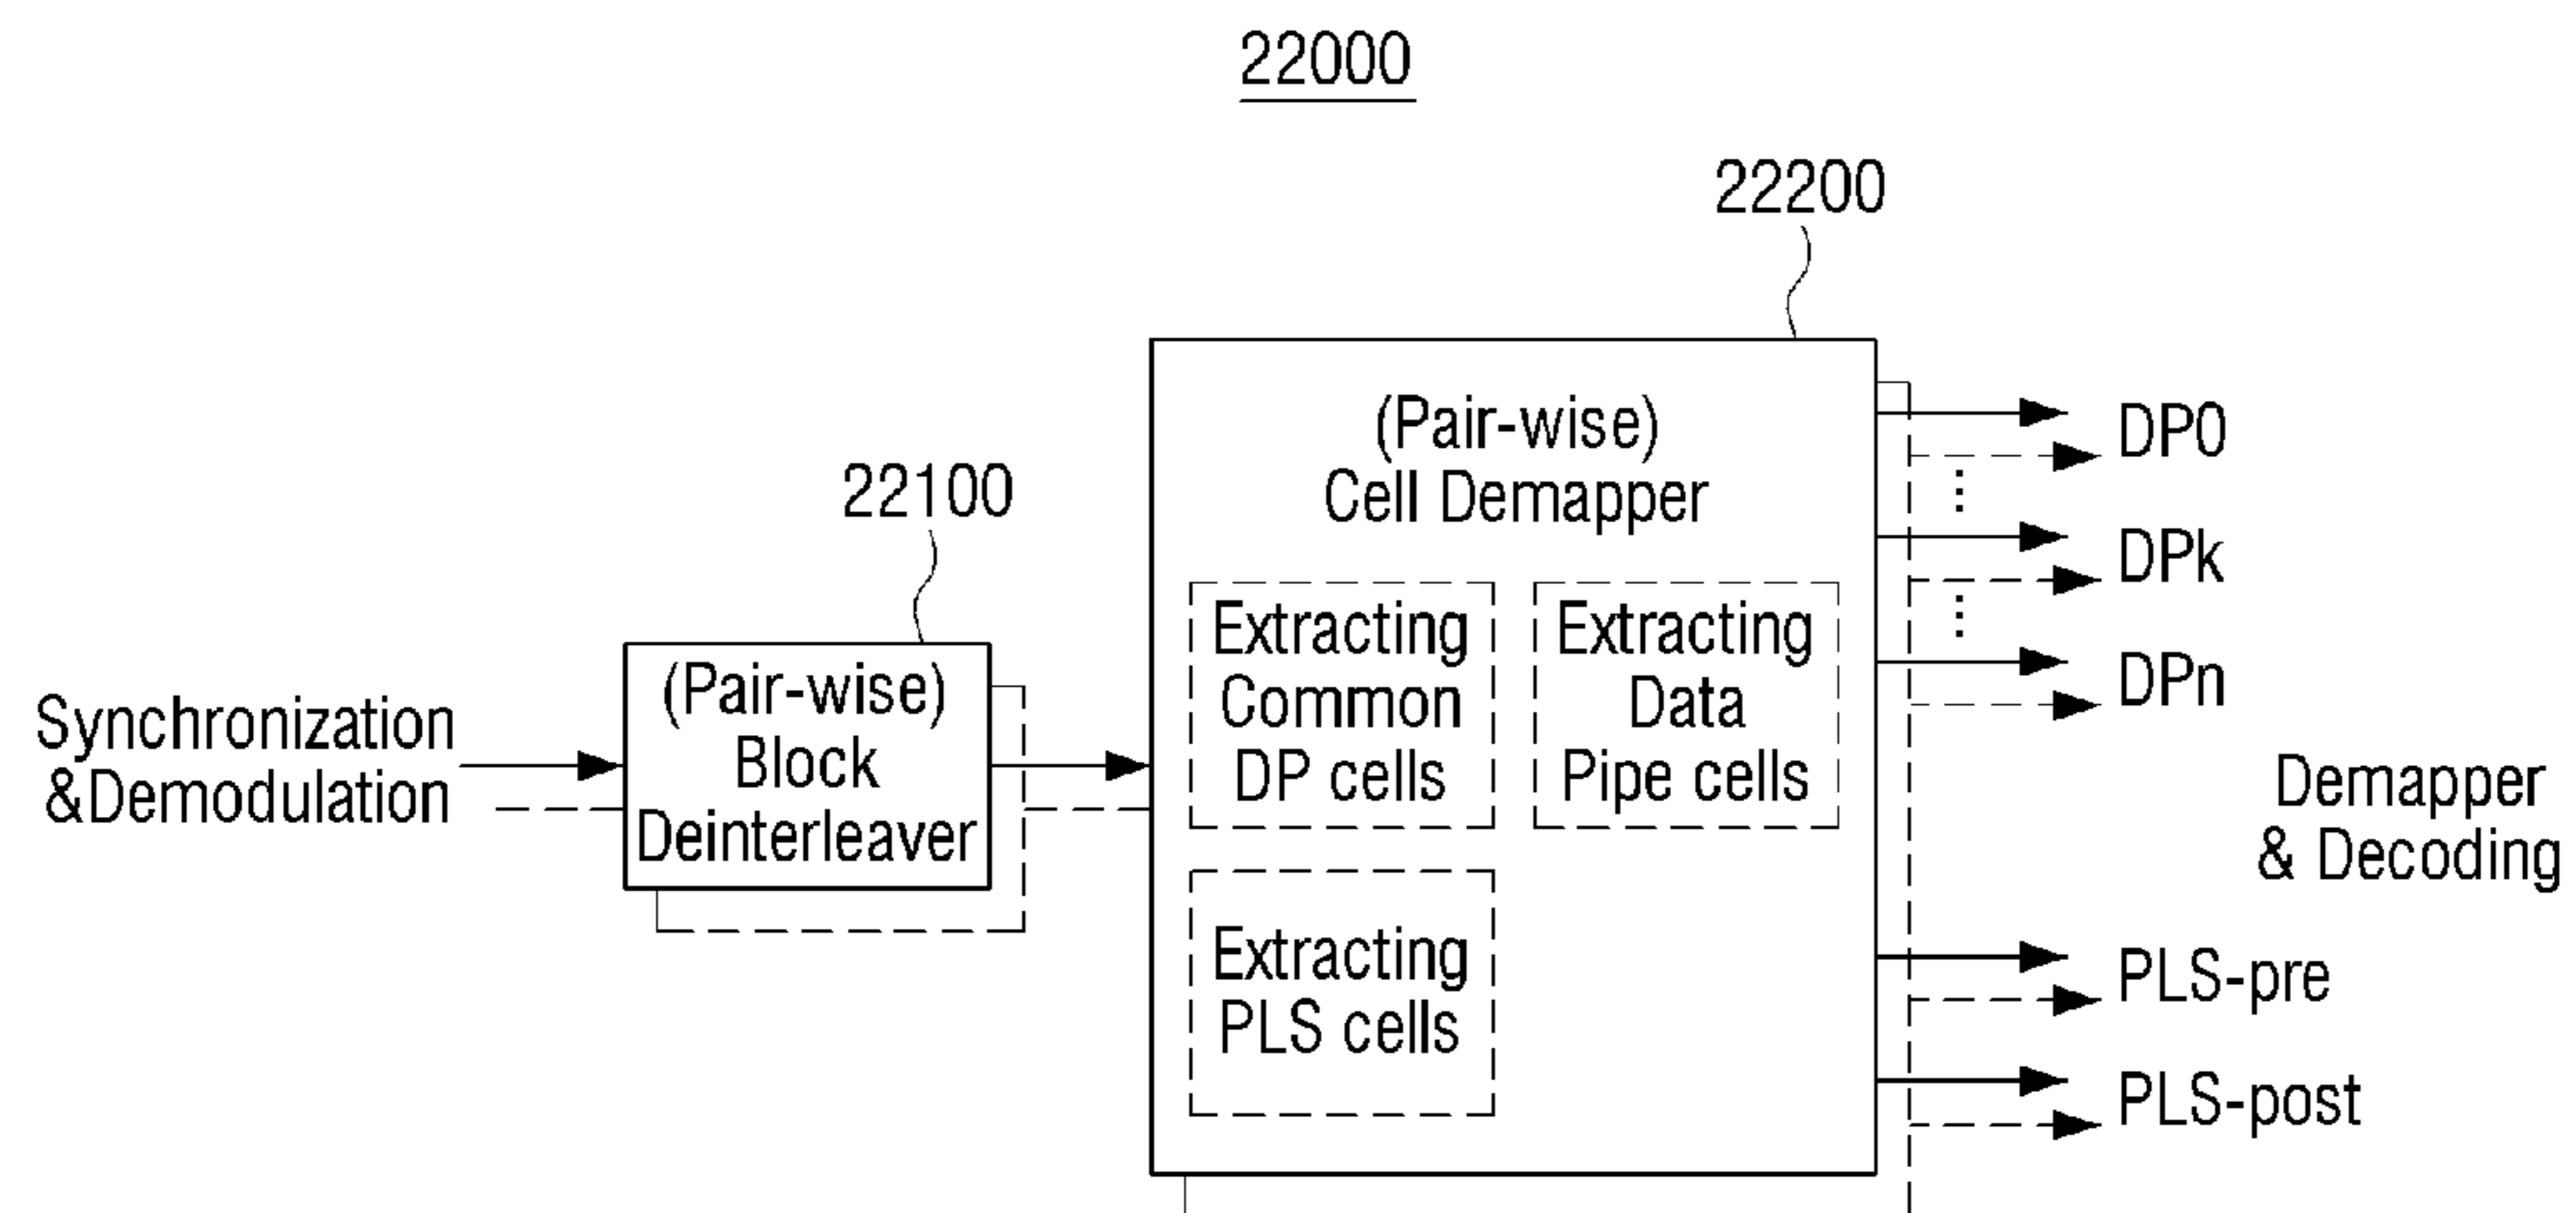 22000
22200
22100
(Pair-wise)
Cell Demapper
Synchronization
&Demodulation
(Pair-wise)
Block
Deinterleaver
Extracting
Common
DP cells
Extracting
Data
Pipe cells
Extracting
PLS cells
DP0
DPk
DPn
PLS-pre
PLS-post
Demapper
& Decoding